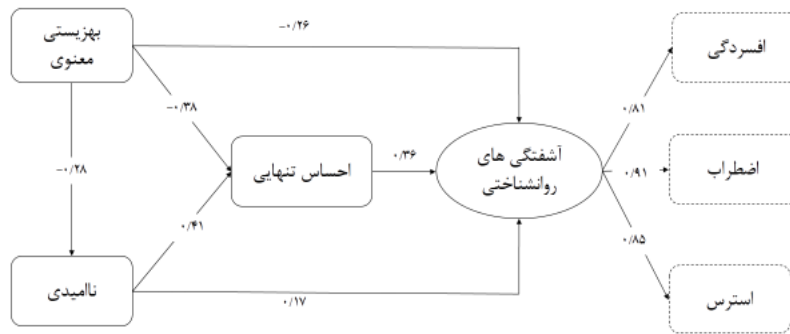 بهزیستی
معنوی
−۰/۲۶
افسردگی
−۰/۳۸
۰/۸۱
−۰/۲۸
احساس تنهایی
۰/۳۶
آشفتگی های
روانشناختی
۰/۹۱
اضطراب
۰/۴۱
۰/۸۵
ناامیدی
۰/۱۷
استرس